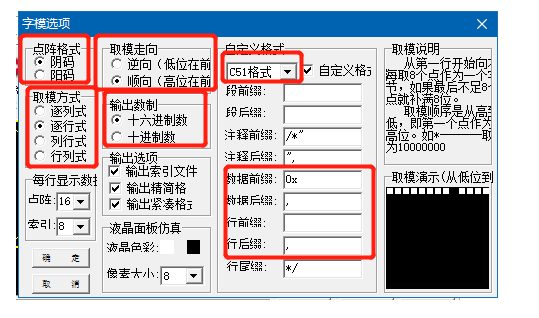 字模选项
点阵格式
阴码
阳码
取模走向
逆向（低位在前
顺向（高位在前
自定义格式
C51格式
自定义格式
段前缀:
段后缀:
注释前缀: /*"
注释后缀: ",
数据前缀: 0x
数据后缀: ,
行前缀:
行后缀: ,
行尾缀: */
取模方式
逐列式
逐行式
列行式
行列式
输出数制
十六进制数
十进制数
输出选项
输出索引文件
输出精简格
输出紧凑格式
每行显示数据
点阵: 16
索引: 8
液晶面板仿真
液晶色彩:
像素大小: 8
确 定
取 消
取模说明
从第一行开始向
每取8个点作为一个字
节，如果最后不足8
点就补满8位。
取模顺序是从高
低，即第一个点作为
高位。如*-------取
为10000000
取模演示(从低位到